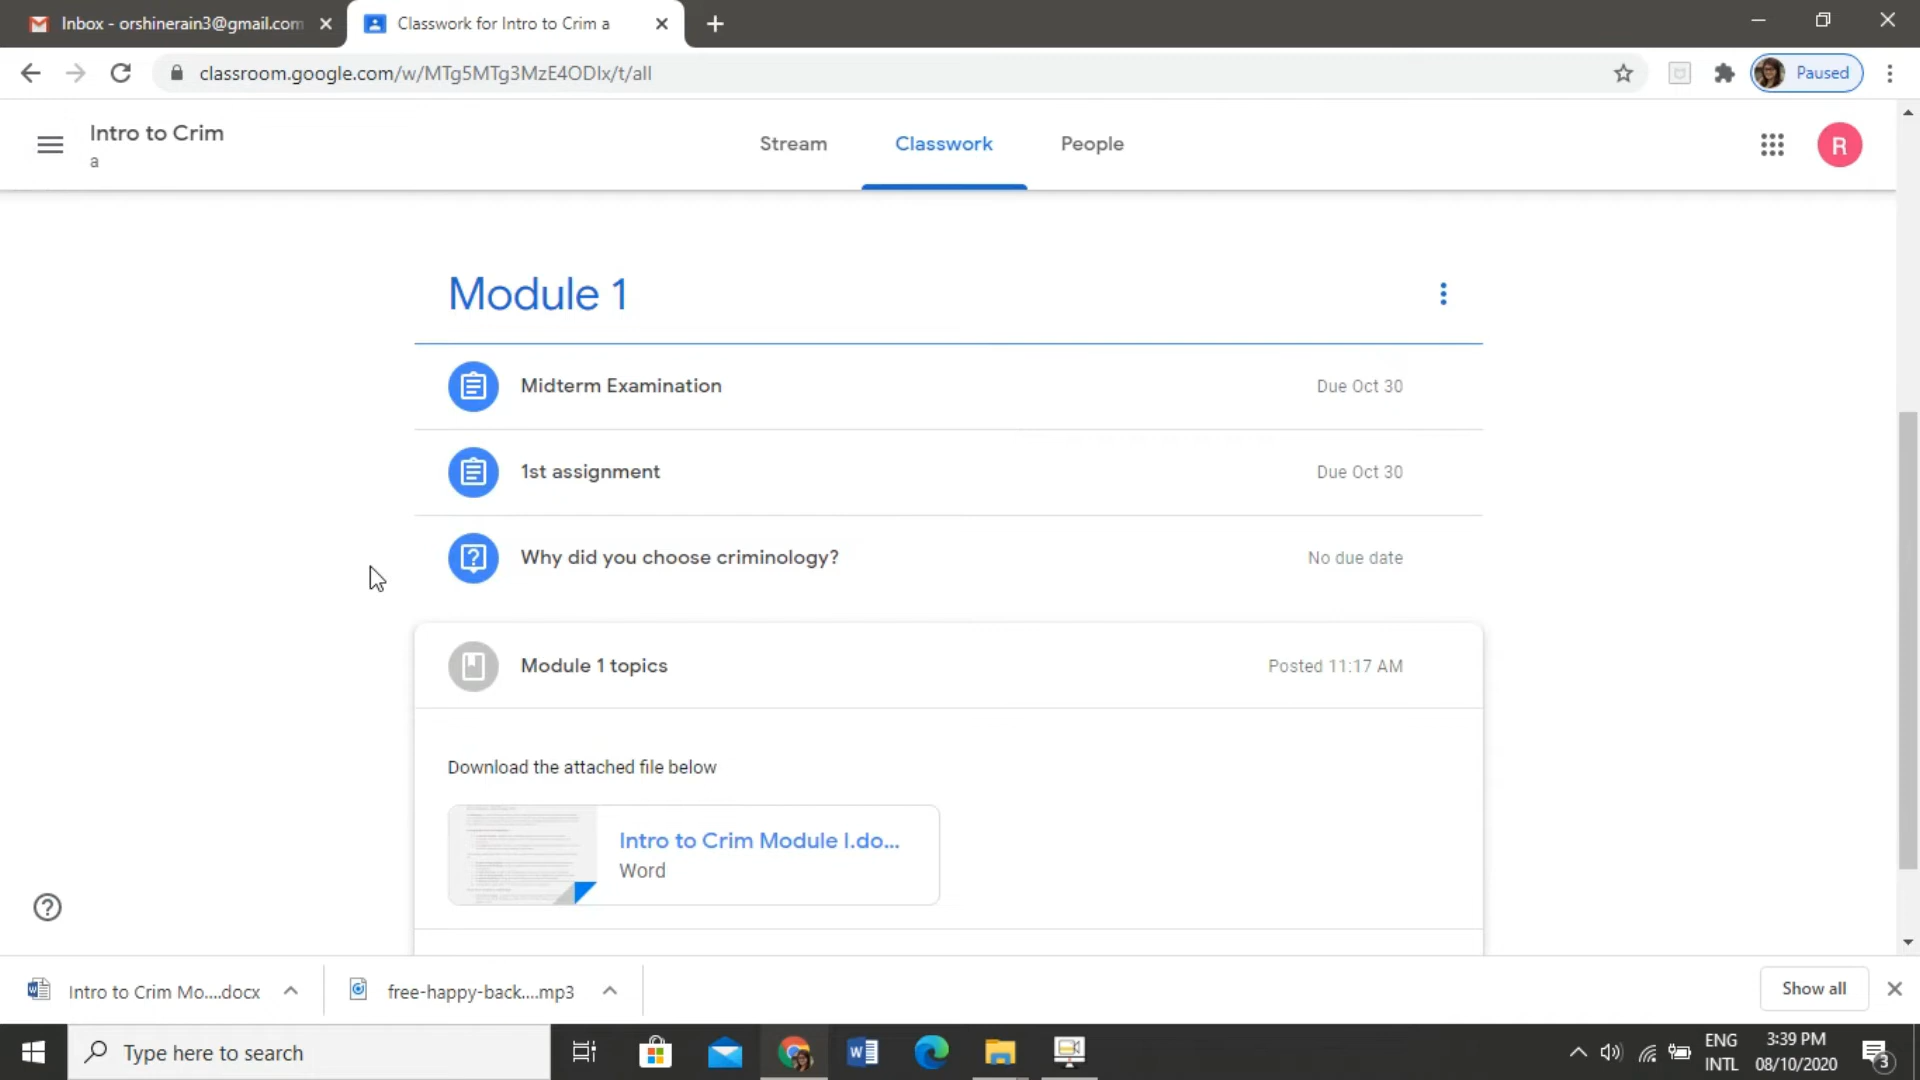 Inbox - orshinerain3@gmail.com
Classwork for Intro to Crim a
classroom.google.com/w/MTg5MTg3MzE4ODIx/t/all
Paused
Intro to Crim
a
Stream
Classwork
People
R
Module 1
Midterm Examination
Due Oct 30
1st assignment
Due Oct 30
Why did you choose criminology?
No due date
Module 1 topics
Posted 11:17 AM
Download the attached file below
Intro to Crim Module I.do...
Word
Intro to Crim Mo....docx
free-happy-back....mp3
Show all
Type here to search
ENG
INTL
3:39 PM
08/10/2020
3